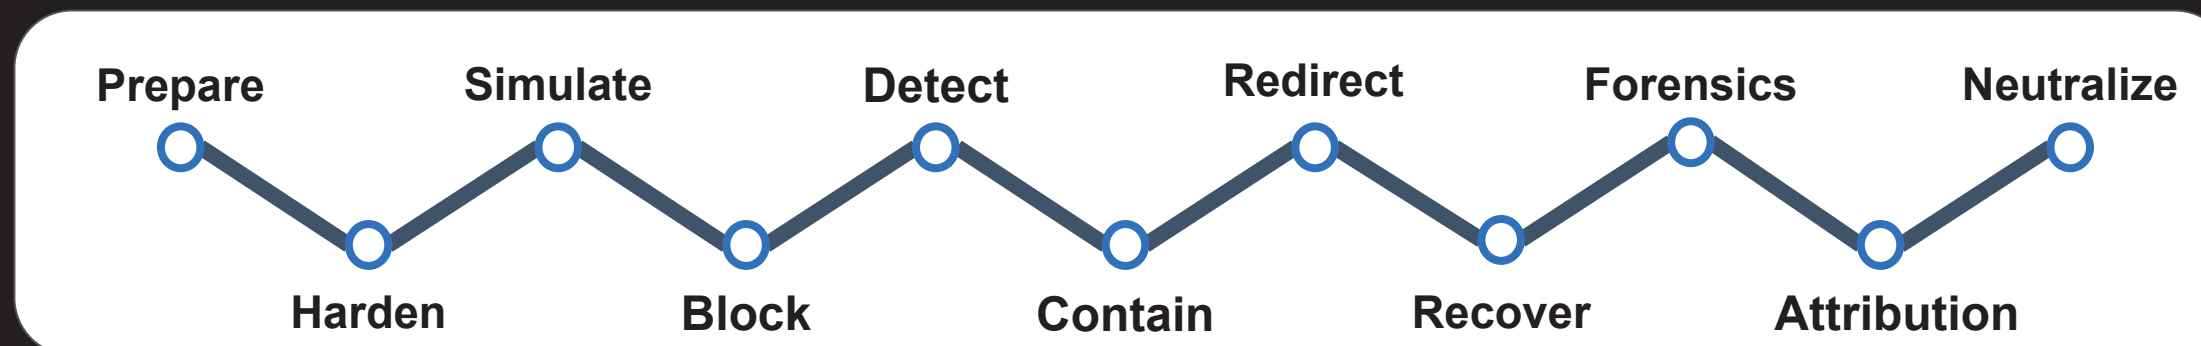 Prepare
Simulate
Detect
Redirect
Forensics
Neutralize
Harden
Block
Contain
Recover
Attribution